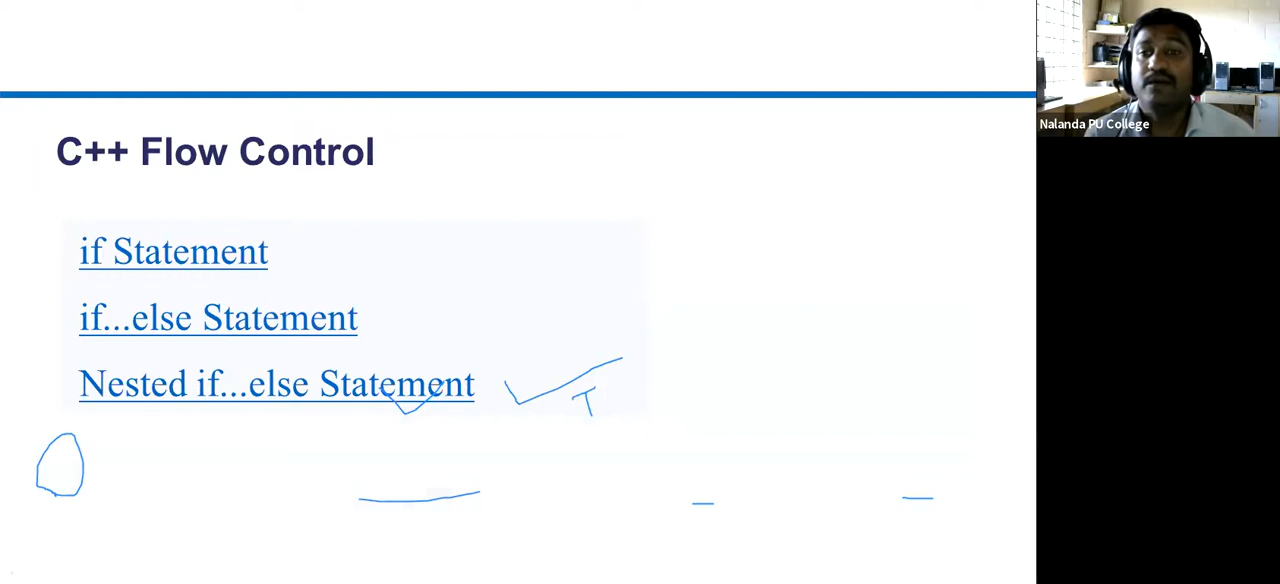 Nalanda PU College
C++ Flow Control
if Statement
if...else Statement
Nested if...else Statement
T